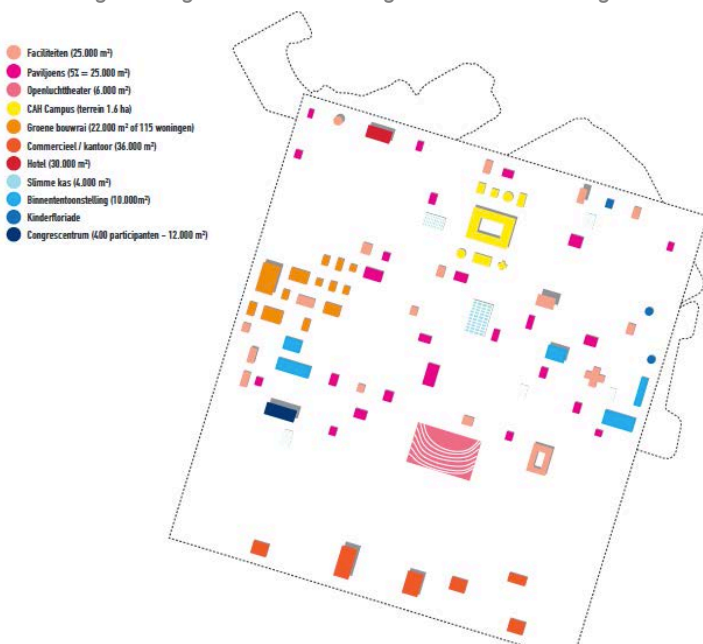 Faciliteiten (25.000 m²)
Paviljoens (5% = 25.000 m²)
Openluchttheater (6.000 m²)
CAH Campus (terrein 1.6 ha)
Groene bouwrai (22.000 m² of 115 woningen)
Commercieel / kantoor (36.000 m²)
Hotel (30.000 m²)
Slimme kas (4.000 m²)
Binnententoonstelling (10.000m²)
Kinderfloriade
Congrescentrum (400 participanten – 12.000 m²)